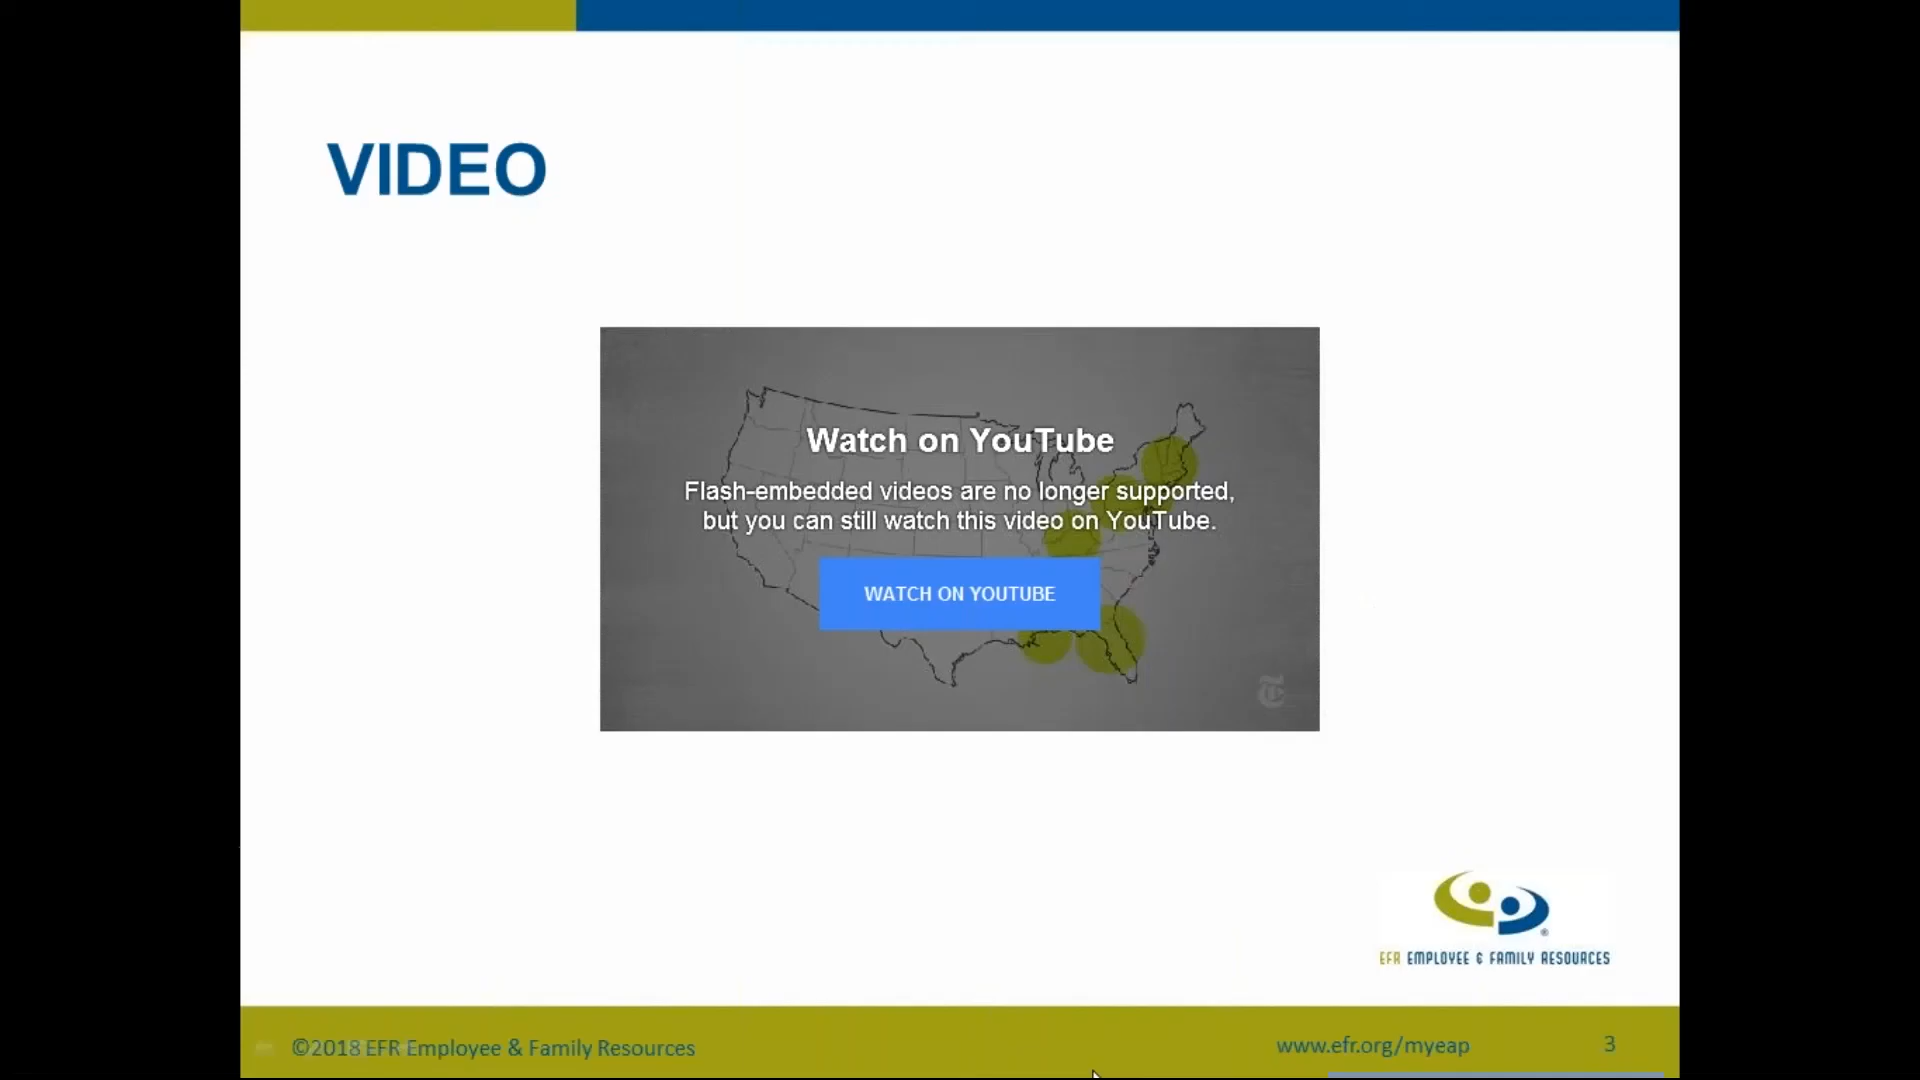 VIDEO
Watch on YouTube
Flash-embedded videos are no longer supported,
but you can still watch this video on YouTube.
WATCH ON YOUTUBE
T
EFR EMPLOYEE & FAMILY RESOURCES
©2018 EFR Employee & Family Resources
www.efr.org/myeap
3